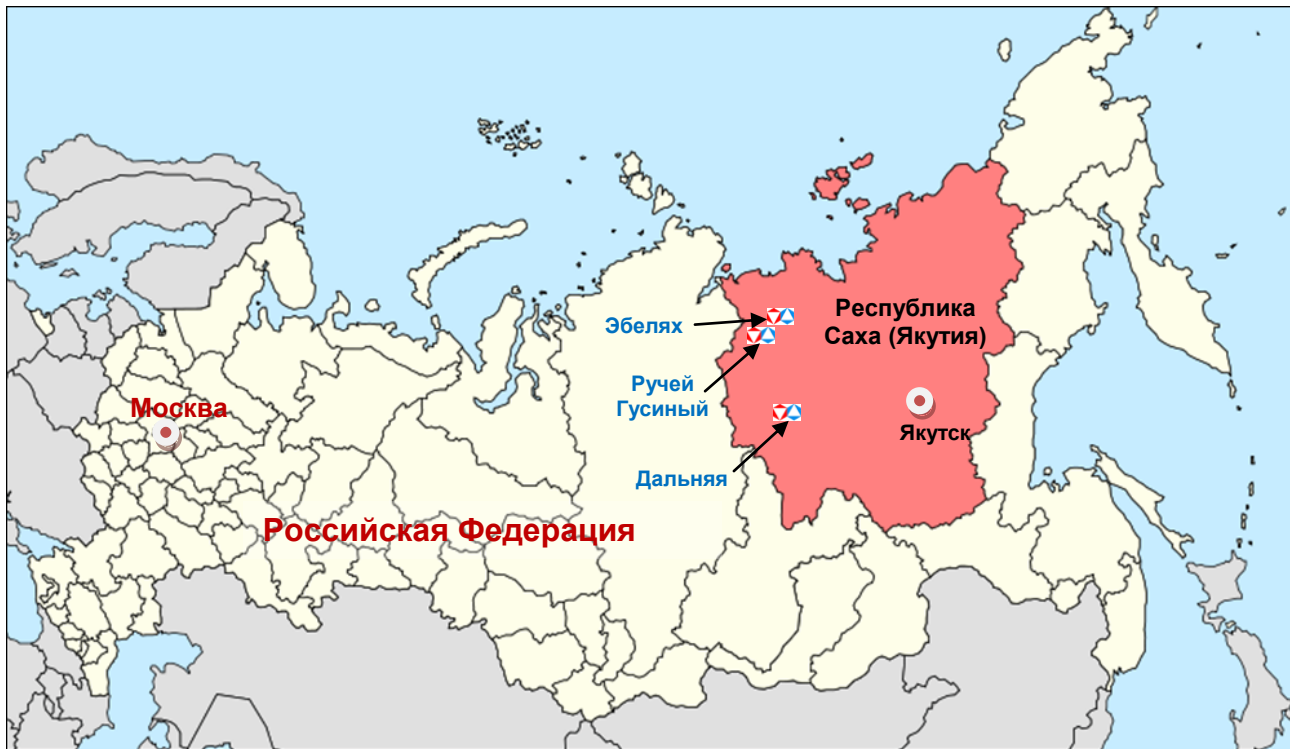 Республика
Саха (Якутия)
Эбелях
Ручей
Гусиный
Москва
Якутск
Дальняя
Российская Федерация